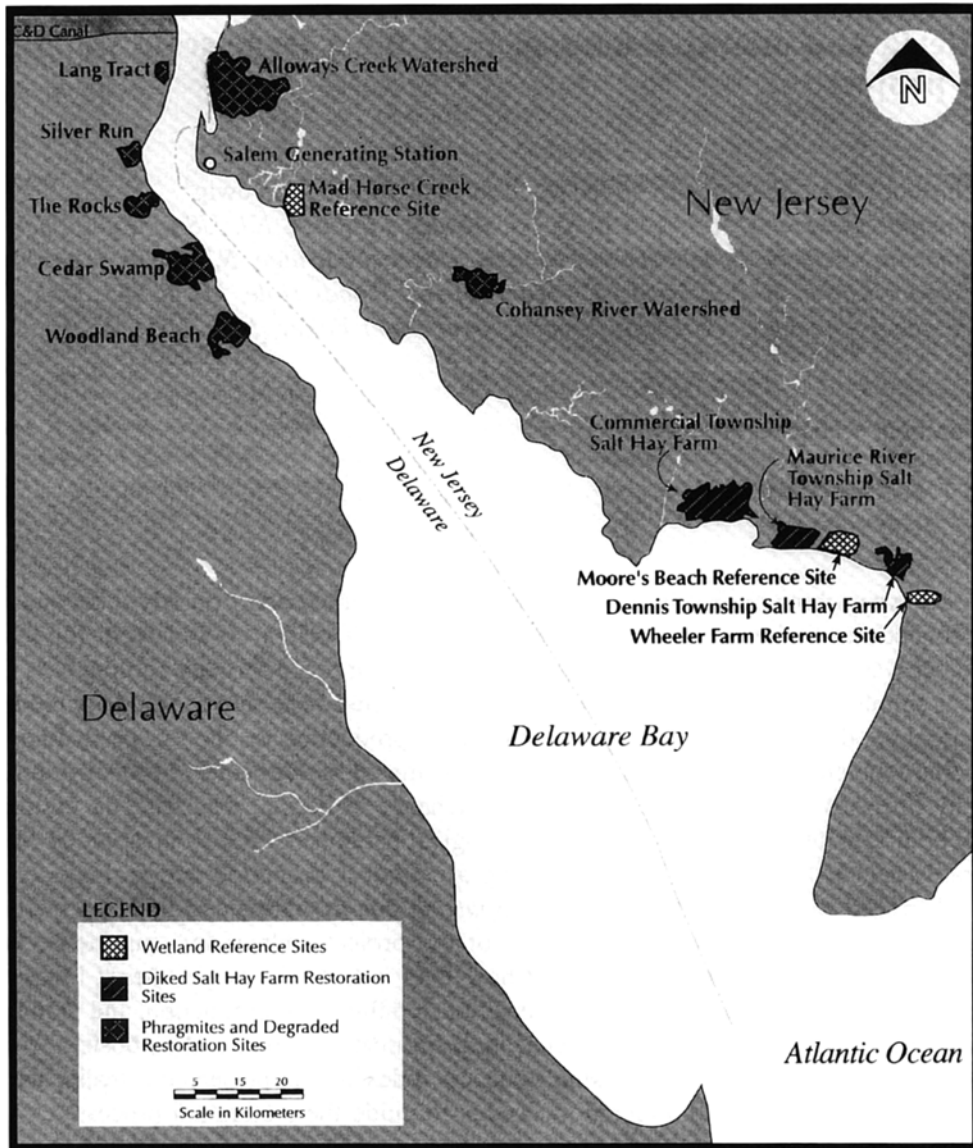 C&D Canal
Lang Tract
Alloways Creek Watershed
N
Silver Run
Salem Generating Station
The Rocks
Mad Horse Creek
Reference Site
New Jersey
Cedar Swamp
Cohansey River Watershed
Woodland Beach
Commercial Township
Salt Hay Farm
Maurice River
Township Salt
Hay Farm
New Jersey
Delaware
Moore's Beach Reference Site
Dennis Township Salt Hay Farm
Wheeler Farm Reference Site
Delaware
Delaware Bay
LEGEND
Wetland Reference Sites
Diked Salt Hay Farm Restoration
Sites
Phragmites and Degraded
Restoration Sites
5 15 20
Scale in Kilometers
Atlantic Ocean